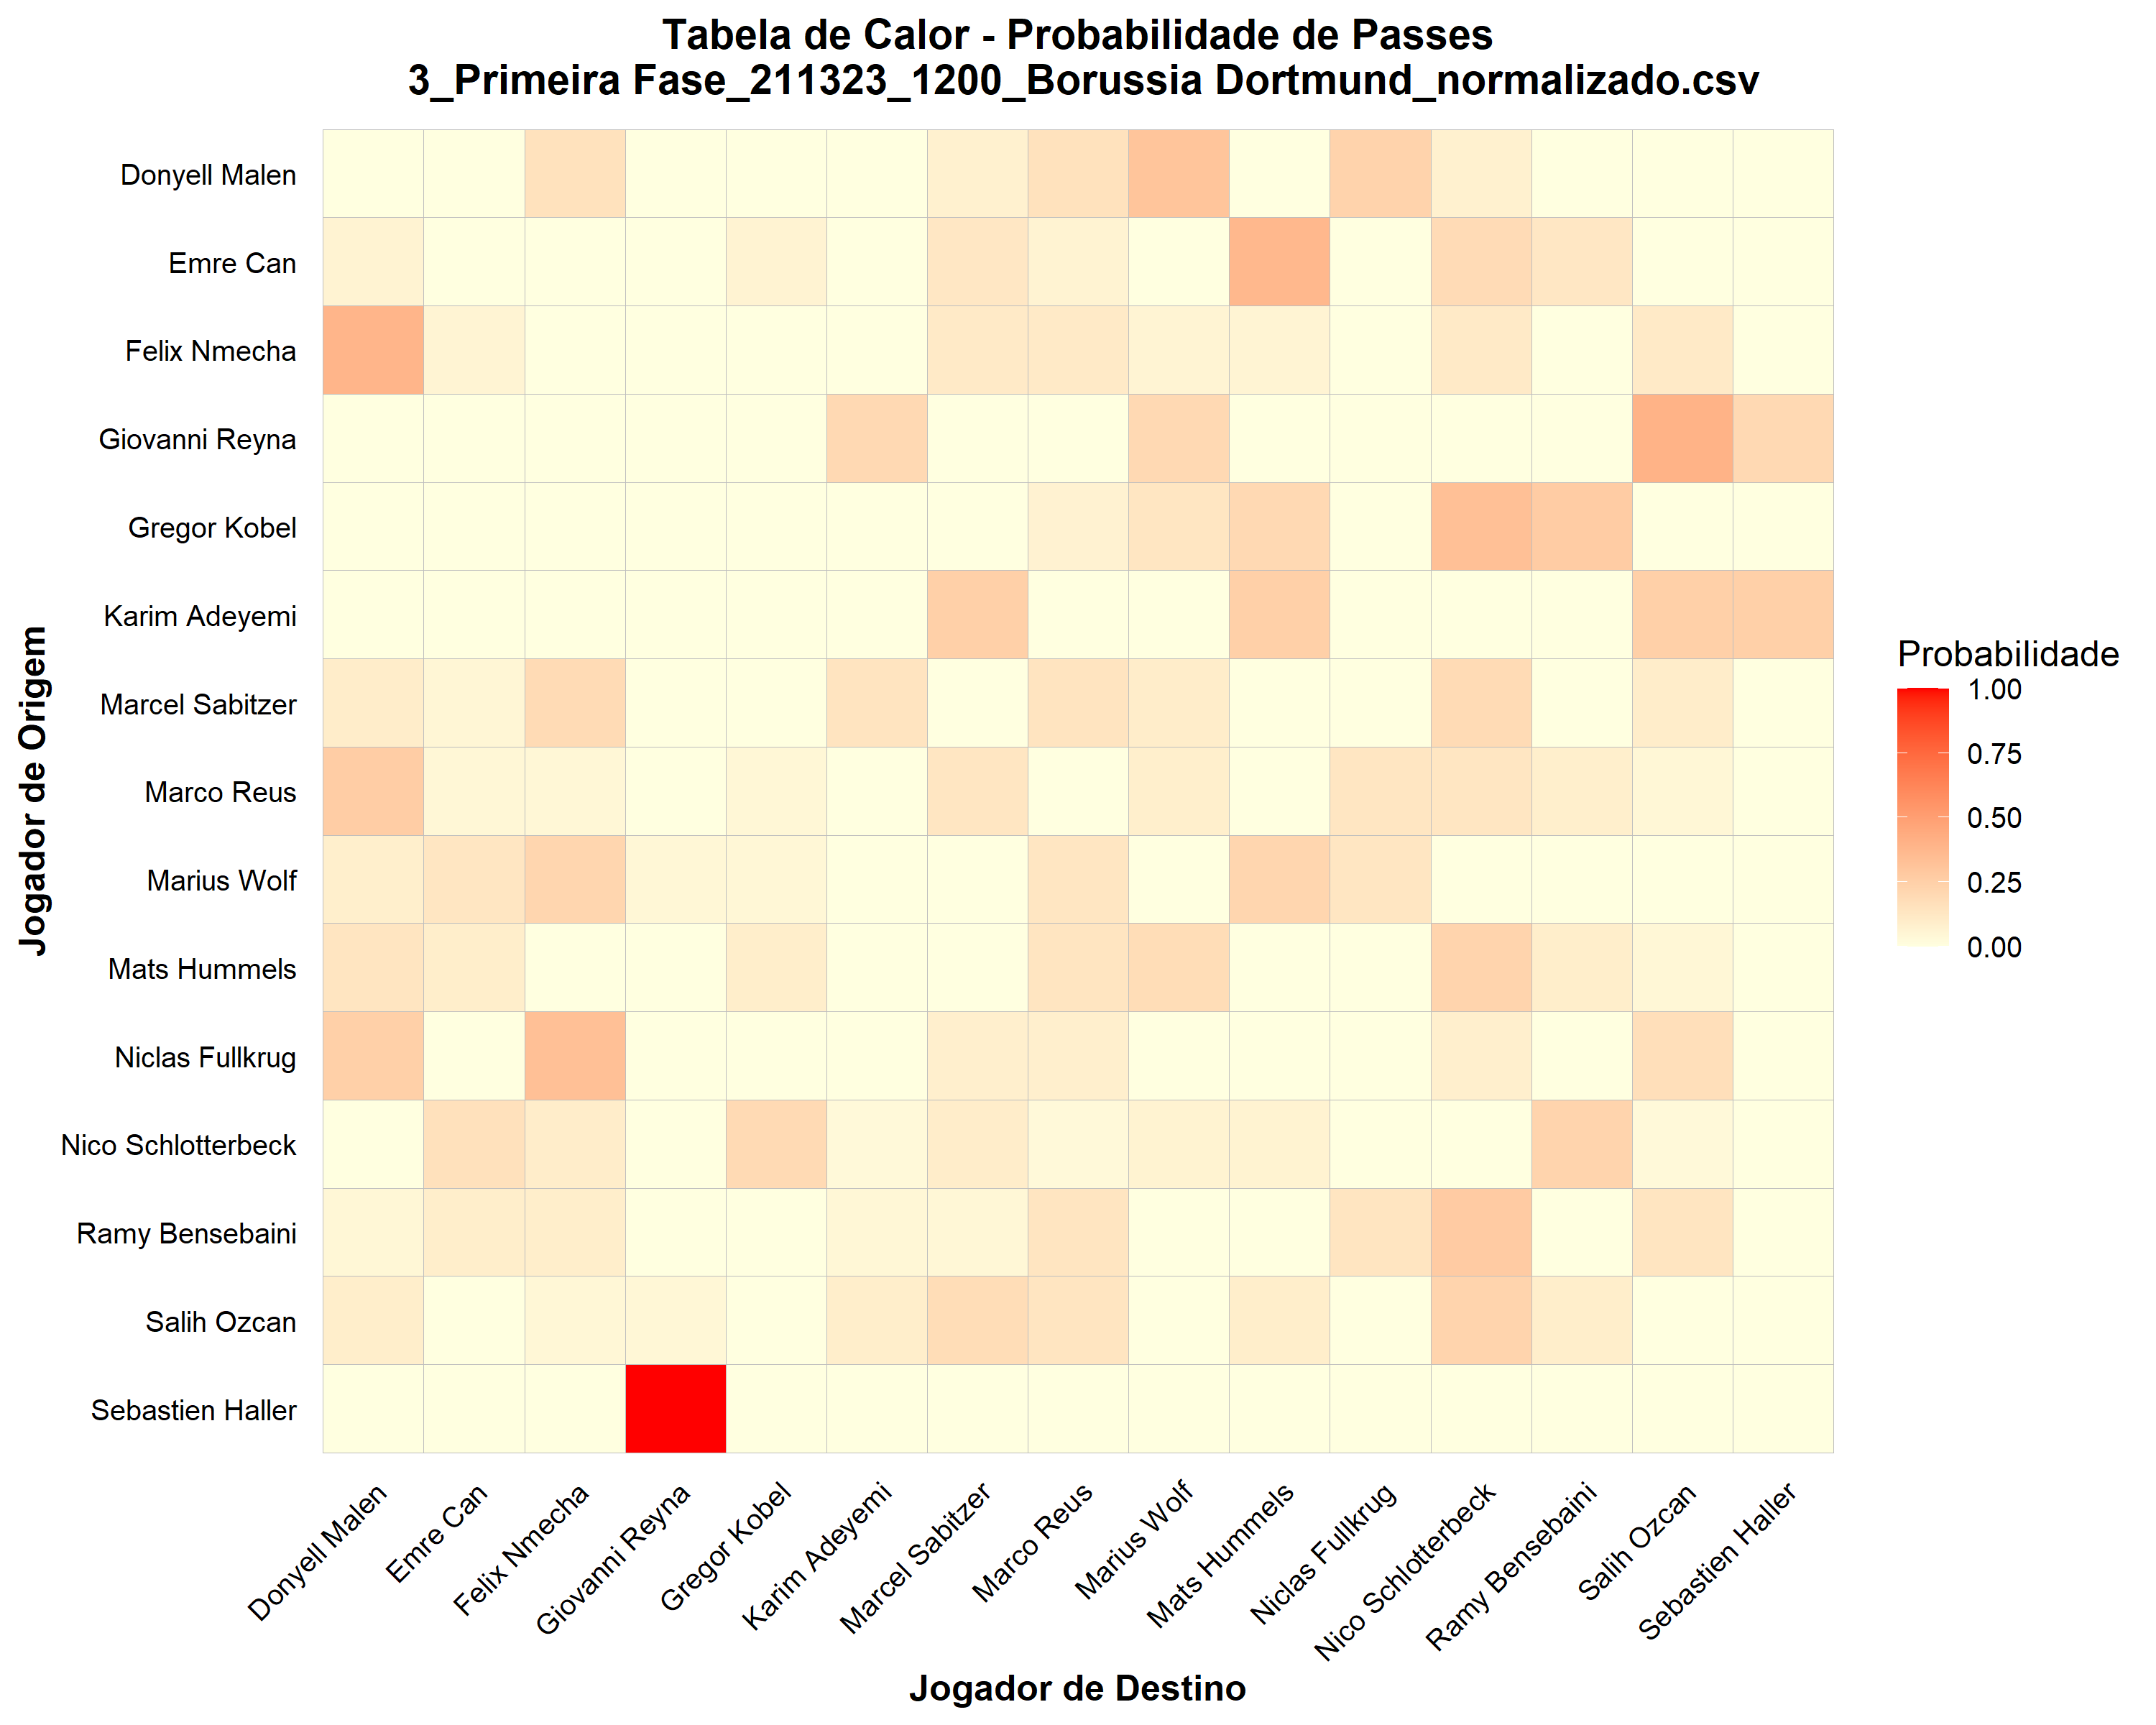 Tabela de Calor - Probabilidade de Passes
3_Primeira Fase_211323_1200_Borussia Dortmund_normalizado.csv
Jogador de Origem
Donyell Malen
Emre Can
Felix Nmecha
Giovanni Reyna
Gregor Kobel
Karim Adeyemi
Marcel Sabitzer
Marco Reus
Marius Wolf
Mats Hummels
Niclas Fullkrug
Nico Schlotterbeck
Ramy Bensebaini
Salih Ozcan
Sebastien Haller
Donyell Malen
Emre Can
Felix Nmecha
Giovanni Reyna
Gregor Kobel
Karim Adeyemi
Marcel Sabitzer
Marco Reus
Marius Wolf
Mats Hummels
Niclas Fullkrug
Nico Schlotterbeck
Ramy Bensebaini
Salih Ozcan
Sebastien Haller
Jogador de Destino
Probabilidade
1.00
0.75
0.50
0.25
0.00